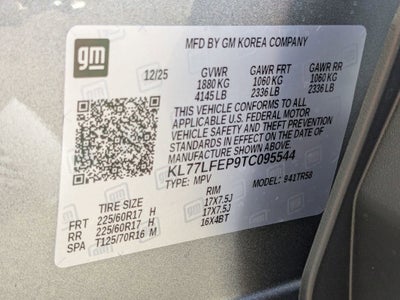 gm
MFD BY GM KOREA COMPANY
12/25 GVWR GAWR FRT GAWR RR
1880 KG 1060 KG 1060 KG
4145 LB 2336 LB 2336 LB
THIS VEHICLE CONFORMS TO ALL
APPLICABLE U.S. FEDERAL MOTOR
VEHICLE SAFETY AND THEFT PREVENTION
STANDARDS IN EFFECT ON THE DATE OF
MANUFACTURE SHOWN ABOVE.
KL77LFEP9TC095544
TYPE: MPV MODEL: 941TR58
TIRE SIZE RIM
FRT 225/60R17 H 17X7.5J
RR 225/60R17 H 17X7.5J
SPA T125/70R16 M 16X4BT